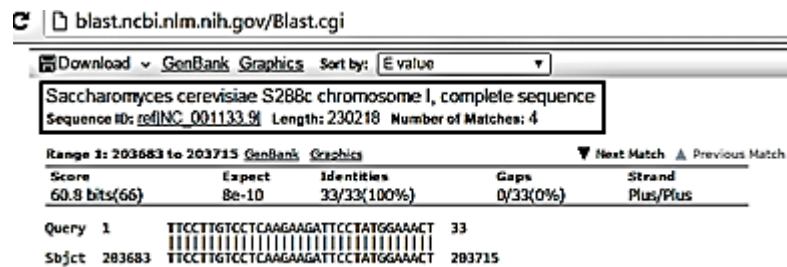 blast.ncbi.nlm.nih.gov/Blast.cgi
Download GenBank Graphics Sort by: E value
Saccharomyces cerevisiae S288c chromosome I, complete sequence
Sequence ID: ref|NC_001133.9| Length: 230218 Number of Matches: 4
Range 1: 203683 to 203715 GenBank Graphics Next Match Previous Match
Score Expect Identities Gaps Strand
60.8 bits(66) 8e-10 33/33(100%) 0/33(0%) Plus/Plus
Query 1 TTCCTTGTCCTCAAGAAGATTCCTATGGAAACT 33
Sbjct 203683 TTCCTTGTCCTCAAGAAGATTCCTATGGAAACT 203715